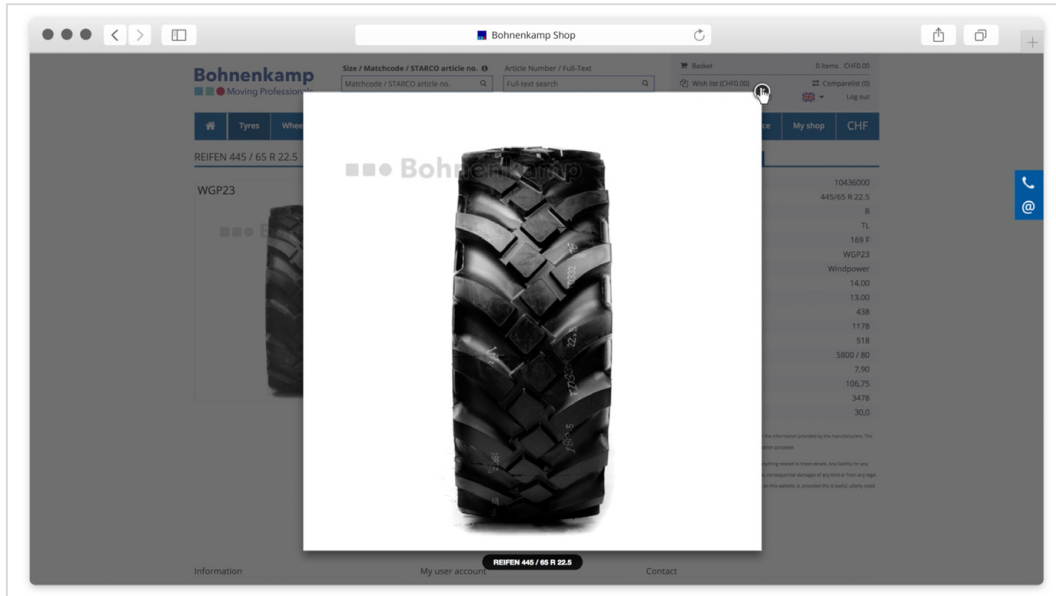 Bohnenkamp Shop
Bohnenkamp
Moving Professionals
Size / Matchcode / STARCO article no.
Matchcode / STARCO article no.
Article Number / Full-Text
Full-text search
Basket
0 items CHF0.00
Wish list (CHF0.00)
Comparelist (0)
Log out
Tyres
My shop
CHF
REIFEN 445 / 65 R 22.5
WGP23
Bohnenkamp
10436000
445/65 R 22.5
R
TL
169 F
WGP23
Windpower
14.00
13.00
438
1178
518
5800 / 80
7,90
106,75
3478
30,0
@
REIFEN 445 / 65 R 22.5
Information
My user account
Contact